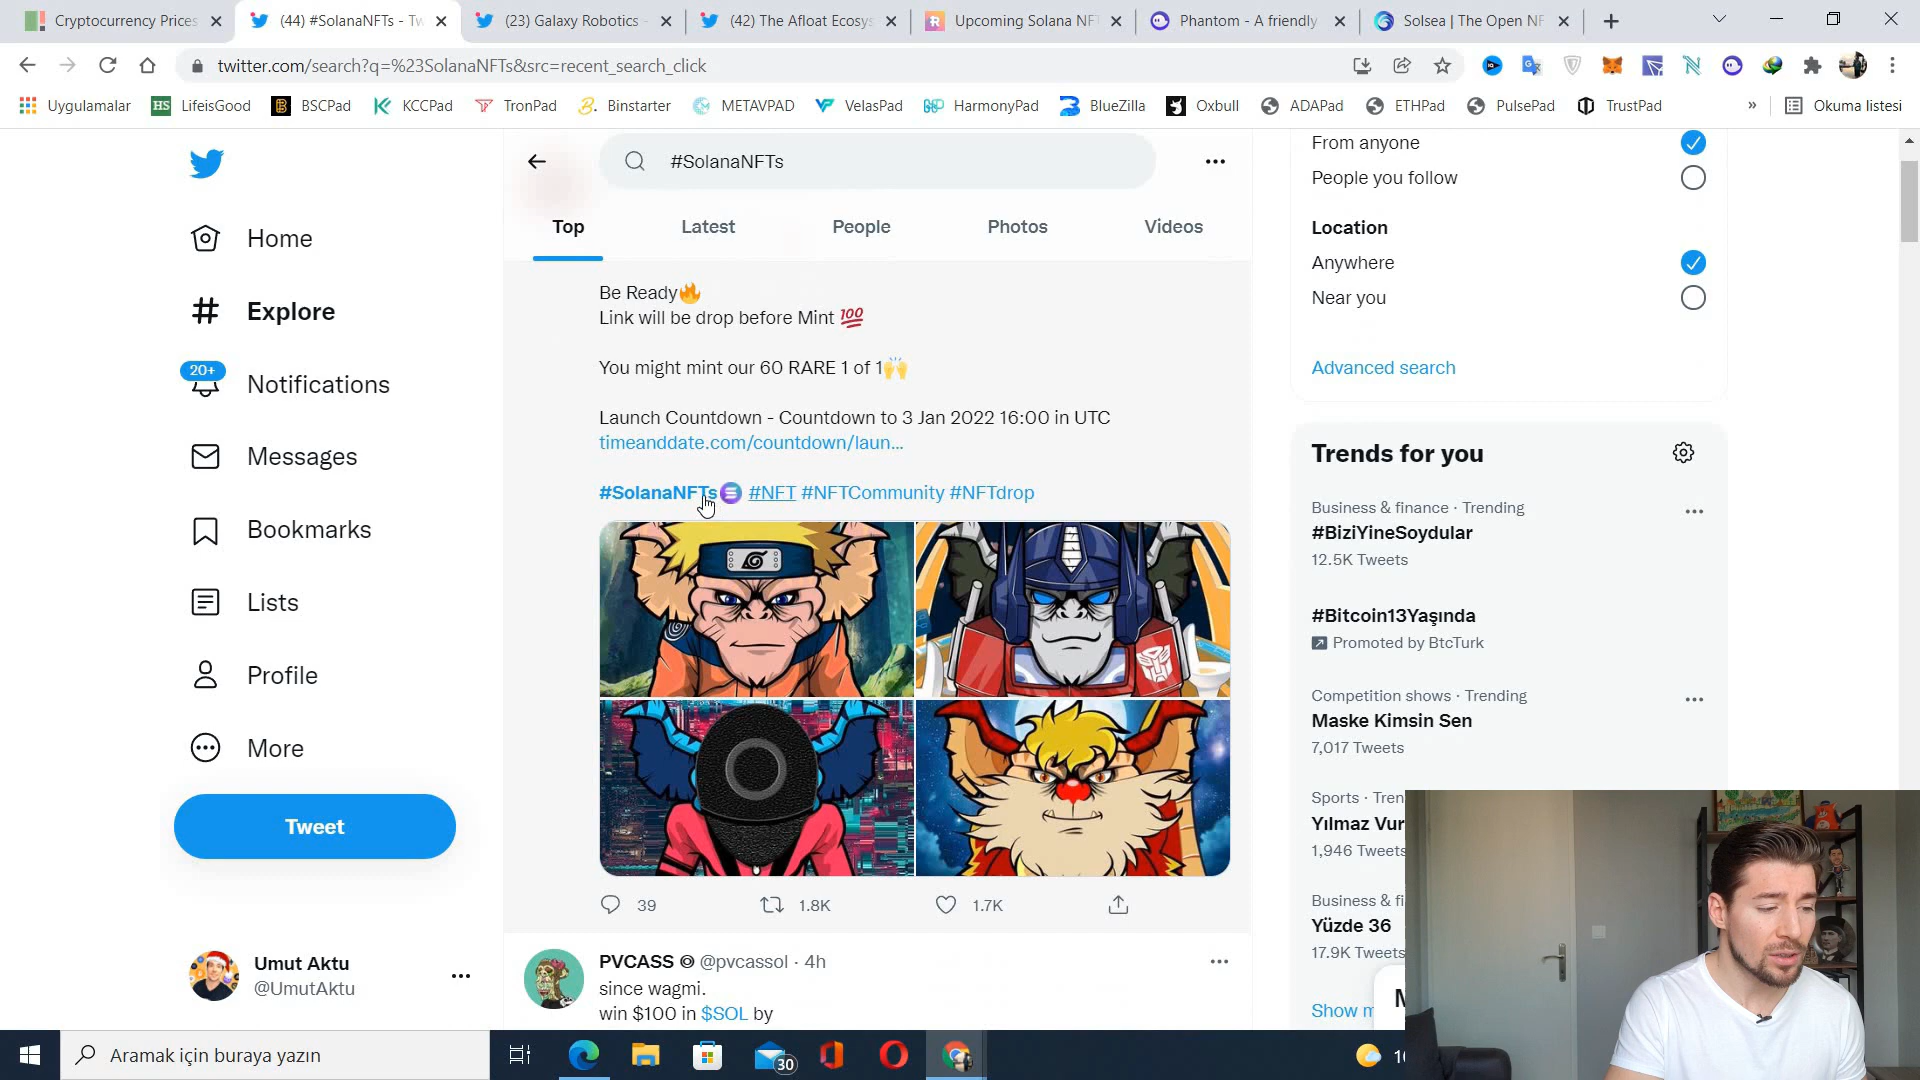 Cryptocurrency Prices
(44) #SolanaNFTs - Tw
(23) Galaxy Robotics -
(42) The Afloat Ecosys
Upcoming Solana NFT
Phantom - A friendly
Solsea | The Open NF
twitter.com/search?q=%23SolanaNFTs&src=recent_search_click
Uygulamalar
HS LifeisGood
BSCPad
KCCPad
TronPad
Binstarter
METAVPAD
VelasPad
HarmonyPad
BlueZilla
Oxbull
ADAPad
ETHPad
PulsePad
TrustPad
»
Okuma listesi
Home
Explore
20+
Notifications
Messages
Bookmarks
Lists
Profile
More
Tweet
Umut Aktu
@UmutAktu
#SolanaNFTs
Top
Latest
People
Photos
Videos
Be Ready🔥
Link will be drop before Mint 💯
You might mint our 60 RARE 1 of 1🙌
Launch Countdown - Countdown to 3 Jan 2022 16:00 in UTC
timeanddate.com/countdown/laun...
#SolanaNFTs #NFT #NFTCommunity #NFTdrop
39
1.8K
1.7K
PVCASS @pvcassol · 4h
since wagmi.
win $100 in $SOL by
From anyone
People you follow
Location
Anywhere
Near you
Advanced search
Trends for you
Business & finance · Trending
#BiziYineSoydular
12.5K Tweets
#Bitcoin13Yaşında
Promoted by BtcTurk
Competition shows · Trending
Maske Kimsin Sen
7,017 Tweets
Sports · Tren
Yılmaz Vur
1,946 Tweets
Business & fi
Yüzde 36
17.9K Tweets
Show m
M
Aramak için buraya yazın
30